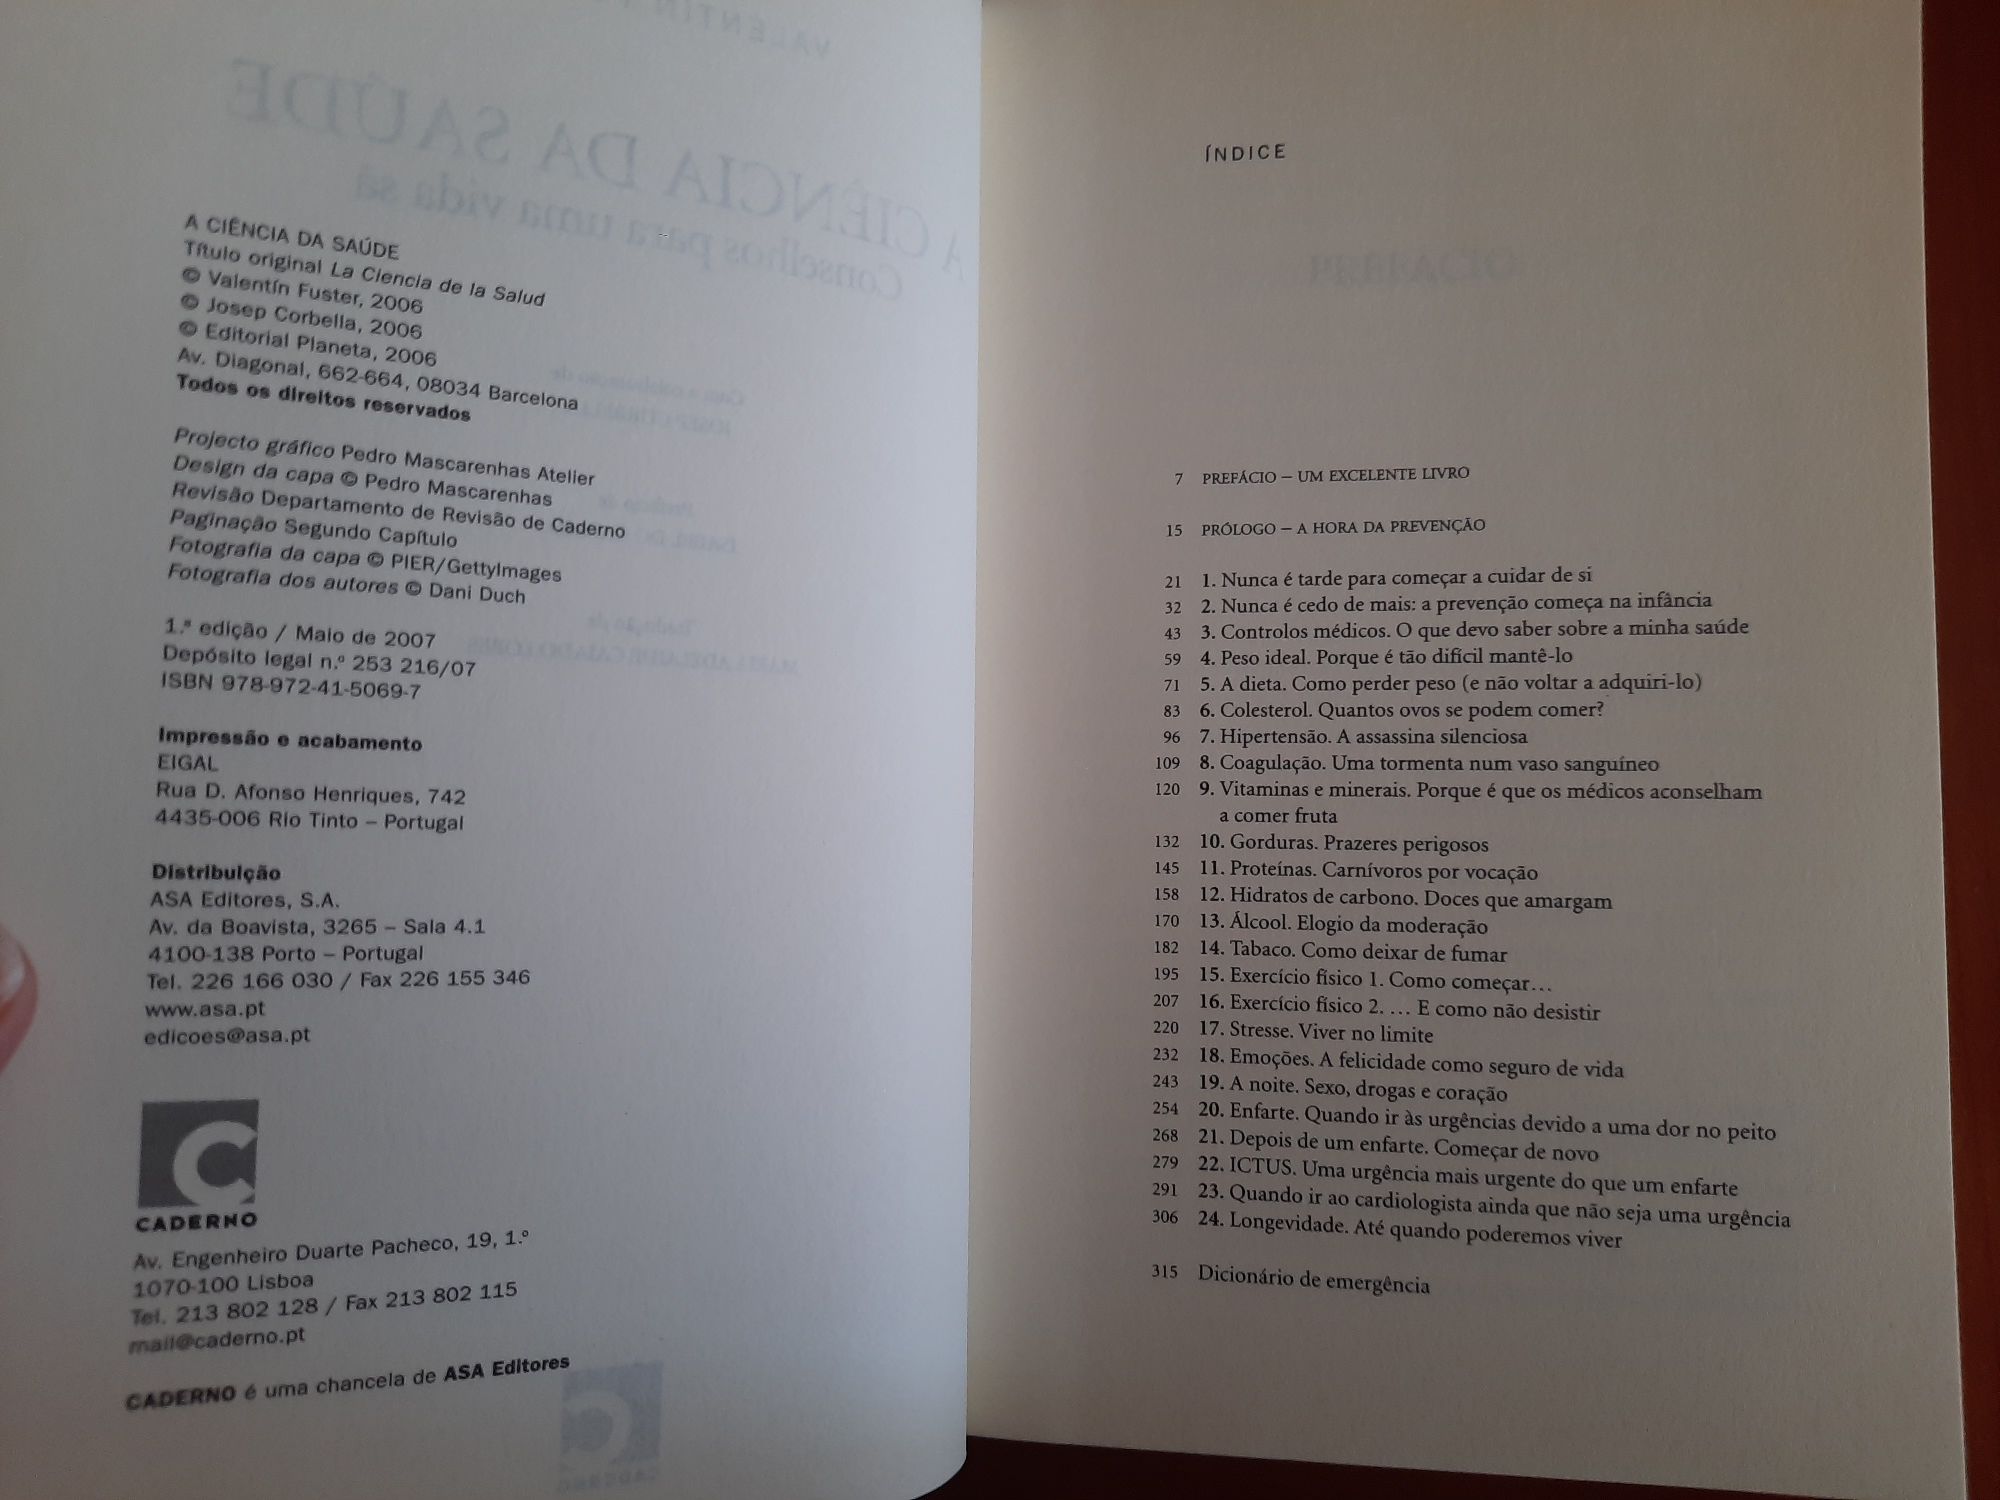 A CIÊNCIA DA SAÚDE
Título original La Ciencia de la Salud
© Valentín Fuster, 2006
© Josep Corbella, 2006
© Editorial Planeta, 2006
Av. Diagonal, 662-664, 08034 Barcelona
Todos os direitos reservados
Projecto gráfico Pedro Mascarenhas Atelier
Design da capa © Pedro Mascarenhas
Revisão Departamento de Revisão de Caderno
Paginação Segundo Capítulo
Fotografia da capa © PIER/GettyImages
Fotografia dos autores © Dani Duch
1.ª edição / Maio de 2007
Depósito legal n.º 253 216/07
ISBN 978-972-41-5069-7
Impressão e acabamento
EIGAL
Rua D. Afonso Henriques, 742
4435-006 Rio Tinto – Portugal
Distribuição
ASA Editores, S.A.
Av. da Boavista, 3265 – Sala 4.1
4100-138 Porto – Portugal
Tel. 226 166 030 / Fax 226 155 346
www.asa.pt
edicoes@asa.pt
CADERNO
Av. Engenheiro Duarte Pacheco, 19, 1.º
1070-100 Lisboa
Tel. 213 802 128 / Fax 213 802 115
mail@caderno.pt
CADERNO é uma chancela de ASA Editores
ÍNDICE
7 PREFÁCIO – UM EXCELENTE LIVRO
15 PRÓLOGO – A HORA DA PREVENÇÃO
21 1. Nunca é tarde para começar a cuidar de si
32 2. Nunca é cedo de mais: a prevenção começa na infância
43 3. Controlos médicos. O que devo saber sobre a minha saúde
59 4. Peso ideal. Porque é tão difícil mantê-lo
71 5. A dieta. Como perder peso (e não voltar a adquiri-lo)
83 6. Colesterol. Quantos ovos se podem comer?
96 7. Hipertensão. A assassina silenciosa
109 8. Coagulação. Uma tormenta num vaso sanguíneo
120 9. Vitaminas e minerais. Porque é que os médicos aconselham
a comer fruta
132 10. Gorduras. Prazeres perigosos
145 11. Proteínas. Carnívoros por vocação
158 12. Hidratos de carbono. Doces que amargam
170 13. Álcool. Elogio da moderação
182 14. Tabaco. Como deixar de fumar
195 15. Exercício físico 1. Como começar…
207 16. Exercício físico 2. … E como não desistir
220 17. Stresse. Viver no limite
232 18. Emoções. A felicidade como seguro de vida
243 19. A noite. Sexo, drogas e coração
254 20. Enfarte. Quando ir às urgências devido a uma dor no peito
268 21. Depois de um enfarte. Começar de novo
279 22. ICTUS. Uma urgência mais urgente do que um enfarte
291 23. Quando ir ao cardiologista ainda que não seja uma urgência
306 24. Longevidade. Até quando poderemos viver
315 Dicionário de emergência